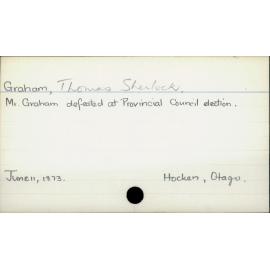 Graham, Thomas Sherlock.
Mr. Graham defeated at Provincial Council election.
June 11, 1873. Hocken, Otago.